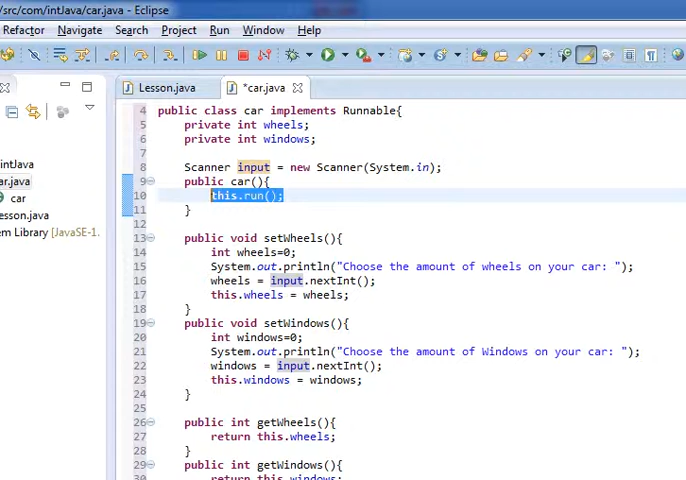 /src/com/intJava/car.java - Eclipse
Refactor Navigate Search Project Run Window Help
Lesson.java *car.java
intJava
ar.java
car
esson.java
em Library [JavaSE-1.
4 public class car implements Runnable{
5 private int wheels;
6 private int windows;
7
8 Scanner input = new Scanner(System.in);
9 public car(){
10 this.run();
11 }
12
13 public void setWheels(){
14 int wheels=0;
15 System.out.println("Choose the amount of wheels on your car: ");
16 wheels = input.nextInt();
17 this.wheels = wheels;
18 }
19 public void setWindows(){
20 int windows=0;
21 System.out.println("Choose the amount of Windows on your car: ");
22 windows = input.nextInt();
23 this.windows = windows;
24 }
25
26 public int getWheels(){
27 return this.wheels;
28 }
29 public int getWindows(){
30 return this.windows;